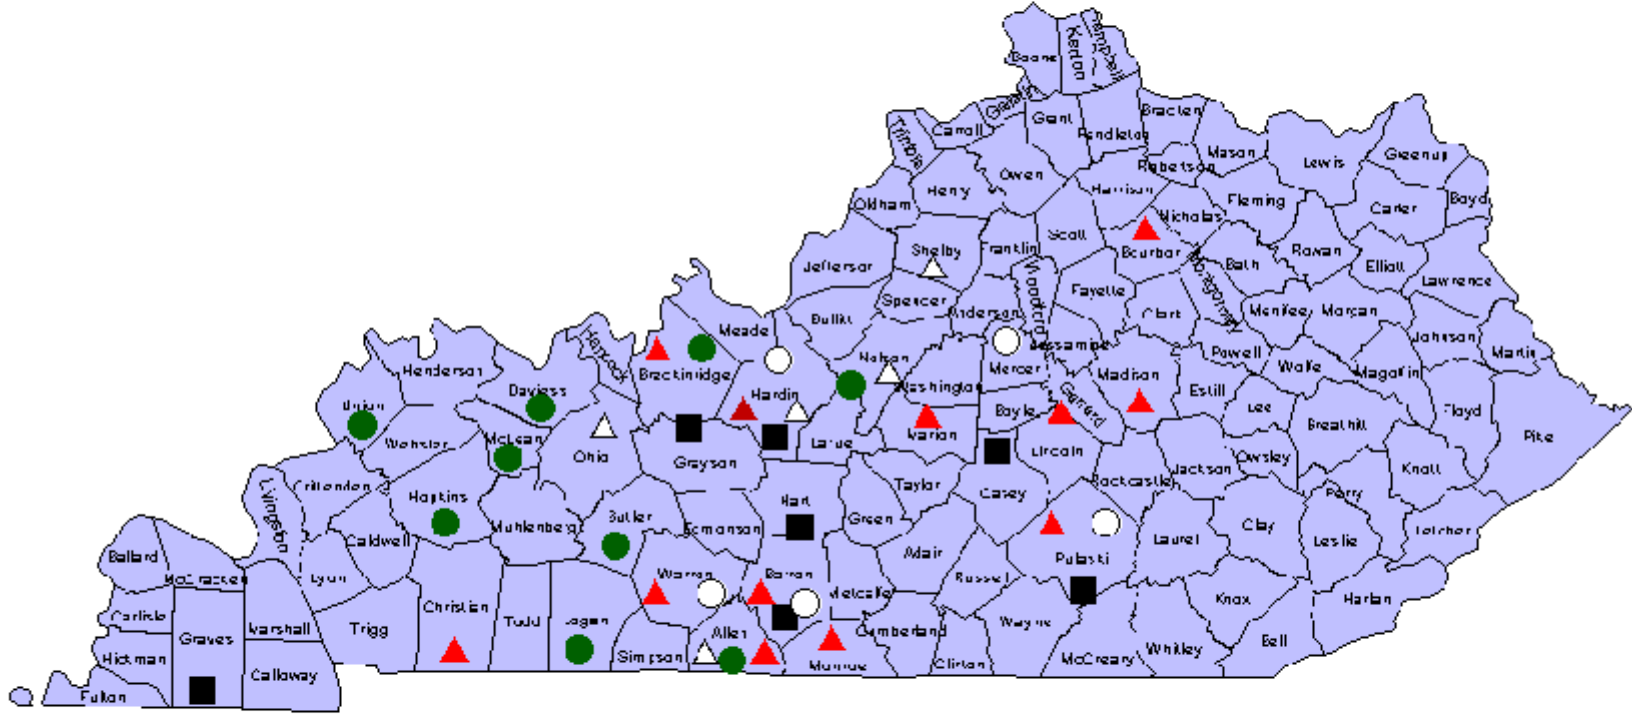 Boone
Kenton
Campbell
Gallatin
Carroll
Trimble
Grant
Pendleton
Bracken
Mason
Robertson
Lewis
Greenup
Boyd
Carter
Fleming
Nicholas
Harrison
Owen
Henry
Oldham
Shelby
Franklin
Scott
Bourbon
Bath
Rowan
Elliott
Lawrence
Jefferson
Spencer
Bullitt
Anderson
Woodford
Fayette
Clark
Montgomery
Menifee
Morgan
Johnson
Martin
Meade
Breckinridge
Hancock
Daviess
Henderson
Union
Webster
McLean
Ohio
Hardin
Nelson
Washington
Mercer
Jessamine
Garrard
Madison
Estill
Powell
Wolfe
Magoffin
Floyd
Pike
Lee
Breathitt
Knott
Owsley
Jackson
Rockcastle
Lincoln
Boyle
Marion
Larue
Grayson
Taylor
Casey
Hart
Green
Adair
Pulaski
Laurel
Clay
Perry
Leslie
Letcher
Harlan
Knox
Bell
Whitley
McCreary
Wayne
Russel
Clinton
Cumberland
Metcalfe
Monroe
Barren
Allen
Warren
Edmonson
Butler
Muhlenberg
Hopkins
Crittenden
Livingston
Caldwell
Lyon
Christian
Todd
Logan
Simpson
Trigg
Ballard
McCracken
Carlisle
Graves
Marshall
Hickman
Calloway
Fulton